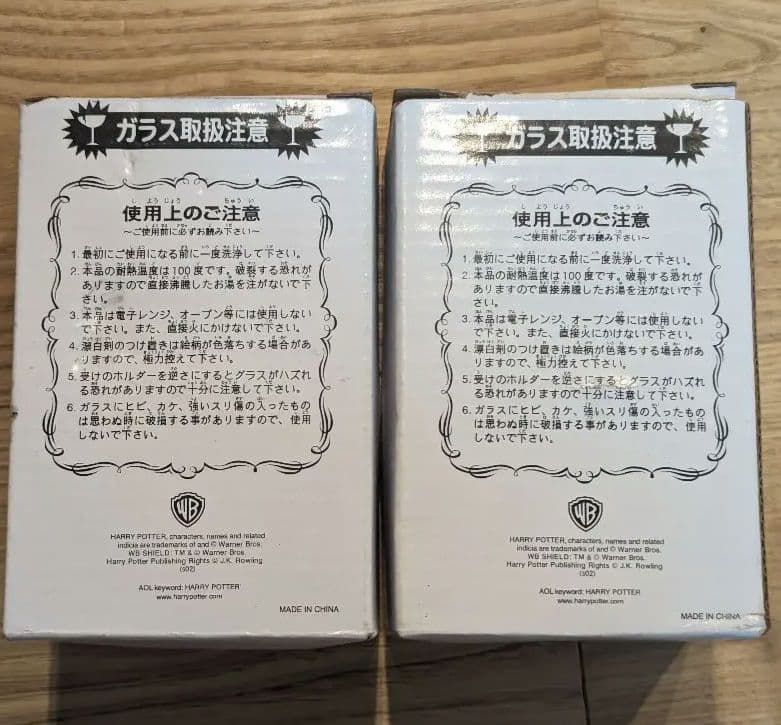 ガラス取扱注意
使用上のご注意
〜ご使用前に必ずお読み下さい〜
1. 最初にご使用になる前に一度洗浄して下さい。
2. 本品の耐熱温度は100度です。破裂する恐れが
ありますので直接沸騰したお湯を注がないで下
さい。
3. 本品は電子レンジ、オーブン等には使用しない
で下さい。また、直接火にかけないで下さい。
4. 漂白剤のつけ置きは絵柄が色落ちする場合があ
りますので、極力控えて下さい。
5. 受けのホルダーを逆さにするとグラスがハズれ
る恐れがありますので十分に注意して下さい。
6. ガラスにヒビ、カケ、強いスリ傷の入ったもの
は思わぬ時に破損する事がありますので、使用
しないで下さい。
WB
HARRY POTTER, characters, names and related
indicia are trademarks of and © Warner Bros.
WB SHIELD: TM & © Warner Bros.
Harry Potter Publishing Rights © J.K. Rowling
(s02)
AOL keyword: HARRY POTTER
www.harrypotter.com
MADE IN CHINA
ガラス取扱注意
使用上のご注意
〜ご使用前に必ずお読み下さい〜
1. 最初にご使用になる前に一度洗浄して下さい。
2. 本品の耐熱温度は100度です。破裂する恐れが
ありますので直接沸騰したお湯を注がないで下
さい。
3. 本品は電子レンジ、オーブン等には使用しない
で下さい。また、直接火にかけないで下さい。
4. 漂白剤のつけ置きは絵柄が色落ちする場合があ
りますので、極力控えて下さい。
5. 受けのホルダーを逆さにするとグラスがハズれ
る恐れがありますので十分に注意して下さい。
6. ガラスにヒビ、カケ、強いスリ傷の入ったもの
は思わぬ時に破損する事がありますので、使用
しないで下さい。
WB
HARRY POTTER, characters, names and related
indicia are trademarks of and © Warner Bros.
WB SHIELD: TM & © Warner Bros.
Harry Potter Publishing Rights © J.K. Rowling
(s02)
AOL keyword: HARRY POTTER
www.harrypotter.com
MADE IN CHINA